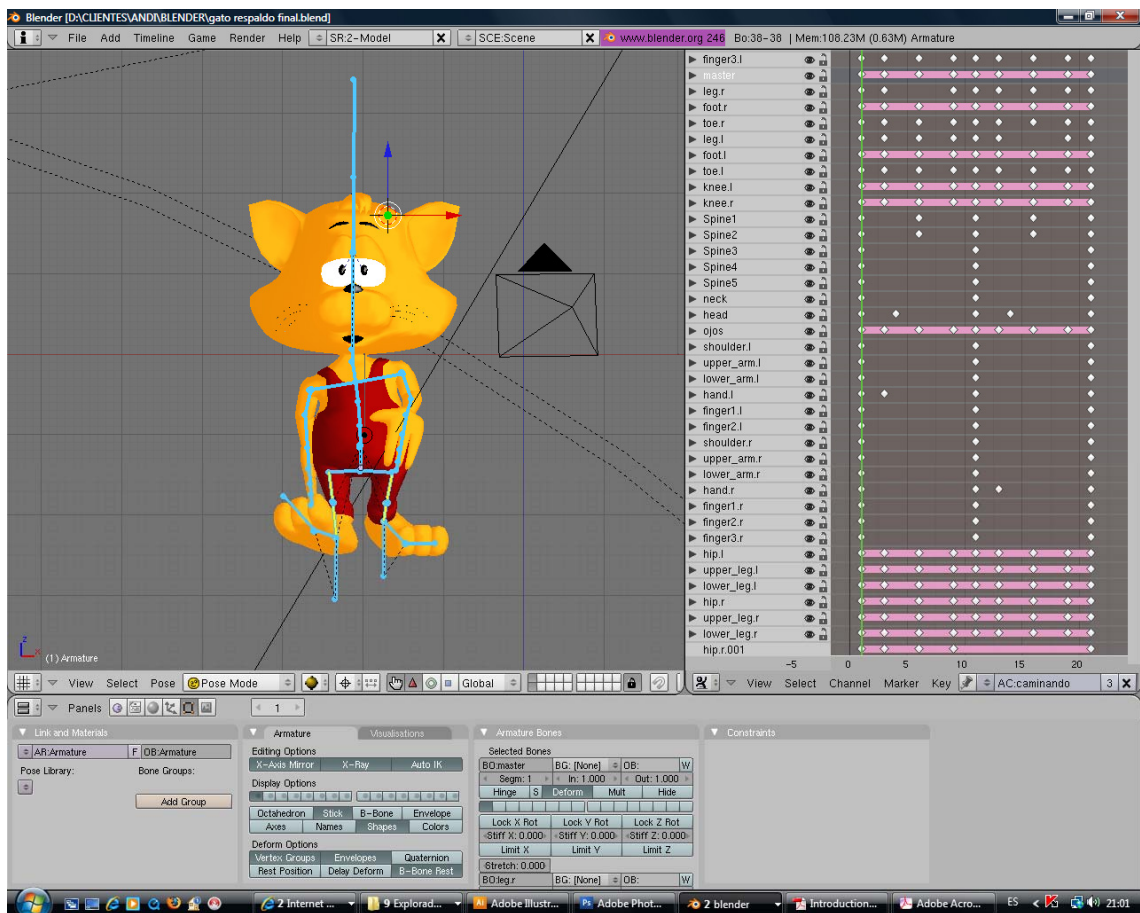 Blender [D:\CLIENTES\ANDI\BLENDER\gato respaldo final.blend]
File Add Timeline Game Render Help SR:2-Model X SCE:Scene X www.blender.org 246 Bo:38-38 | Mem:108.23M (0.63M) Armature
finger3.l
master
leg.r
foot.r
toe.r
leg.l
foot.l
toe.l
knee.l
knee.r
Spine1
Spine2
Spine3
Spine4
Spine5
neck
head
ojos
shoulder.l
upper_arm.l
lower_arm.l
hand.l
finger1.l
finger2.l
shoulder.r
upper_arm.r
lower_arm.r
hand.r
finger1.r
finger2.r
finger3.r
hip.l
upper_leg.l
lower_leg.l
hip.r
upper_leg.r
lower_leg.r
hip.r.001
-5 0 5 10 15 20
z
x
(1) Armature
View Select Pose Pose Mode Global
View Select Channel Marker Key AC:caminando 3 X
Panels 1
Link and Materials
AR:Armature F OB:Armature
Pose Library: Bone Groups:
Add Group
Armature Visualisations
Editing Options
X-Axis Mirror X-Ray Auto IK
Display Options
Octahedron Stick B-Bone Envelope
Axes Names Shapes Colors
Deform Options
Vertex Groups Envelopes Quaternion
Rest Position Delay Deform B-Bone Rest
Armature Bones
Selected Bones
BO:master BG: [None] OB: W
Segm: 1 In: 1.000 Out: 1.000
Hinge S Deform Mult Hide
Lock X Rot Lock Y Rot Lock Z Rot
Stiff X: 0.000 Stiff Y: 0.000 Stiff Z: 0.000
Limit X Limit Y Limit Z
Stretch: 0.000
BO:leg.r BG: [None] OB: W
Constraints
2 Internet ... 9 Explorad... Adobe Illustr... Adobe Phot... 2 blender Introduction... Adobe Acro... ES 21:01